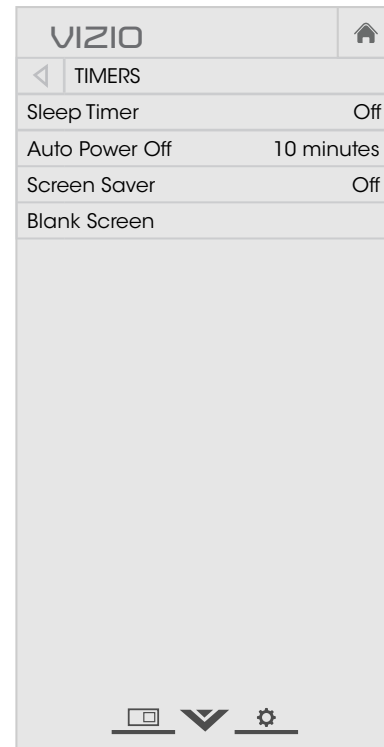 VIZIO
TIMERS
Sleep Timer Off
Auto Power Off 10 minutes
Screen Saver Off
Blank Screen